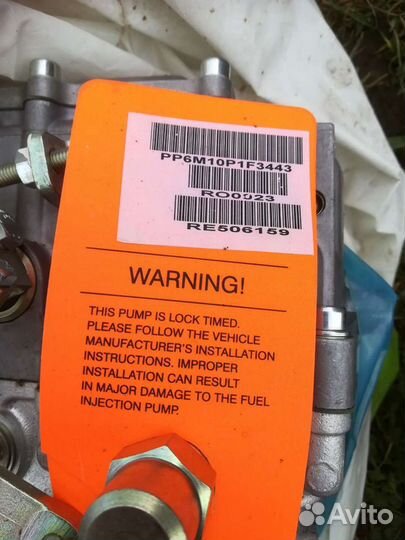 PP6M10P1F3443
RO0923
RE506159
WARNING!
THIS PUMP IS LOCK TIMED.
PLEASE FOLLOW THE VEHICLE
MANUFACTURER'S INSTALLATION
INSTRUCTIONS. IMPROPER
INSTALLATION CAN RESULT
IN MAJOR DAMAGE TO THE FUEL
INJECTION PUMP.
Avito